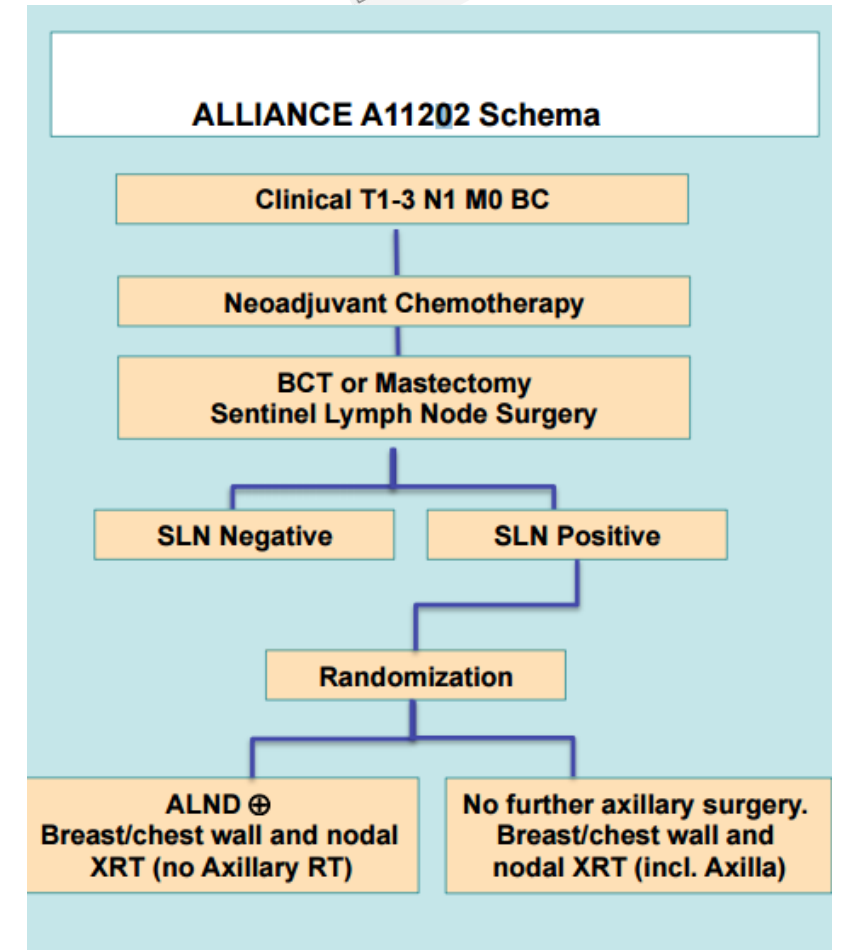 ALLIANCE A11202 Schema
Clinical T1-3 N1 M0 BC
Neoadjuvant Chemotherapy
BCT or Mastectomy
Sentinel Lymph Node Surgery
SLN Negative
SLN Positive
Randomization
ALND ⊕
Breast/chest wall and nodal
XRT (no Axillary RT)
No further axillary surgery.
Breast/chest wall and
nodal XRT (incl. Axilla)